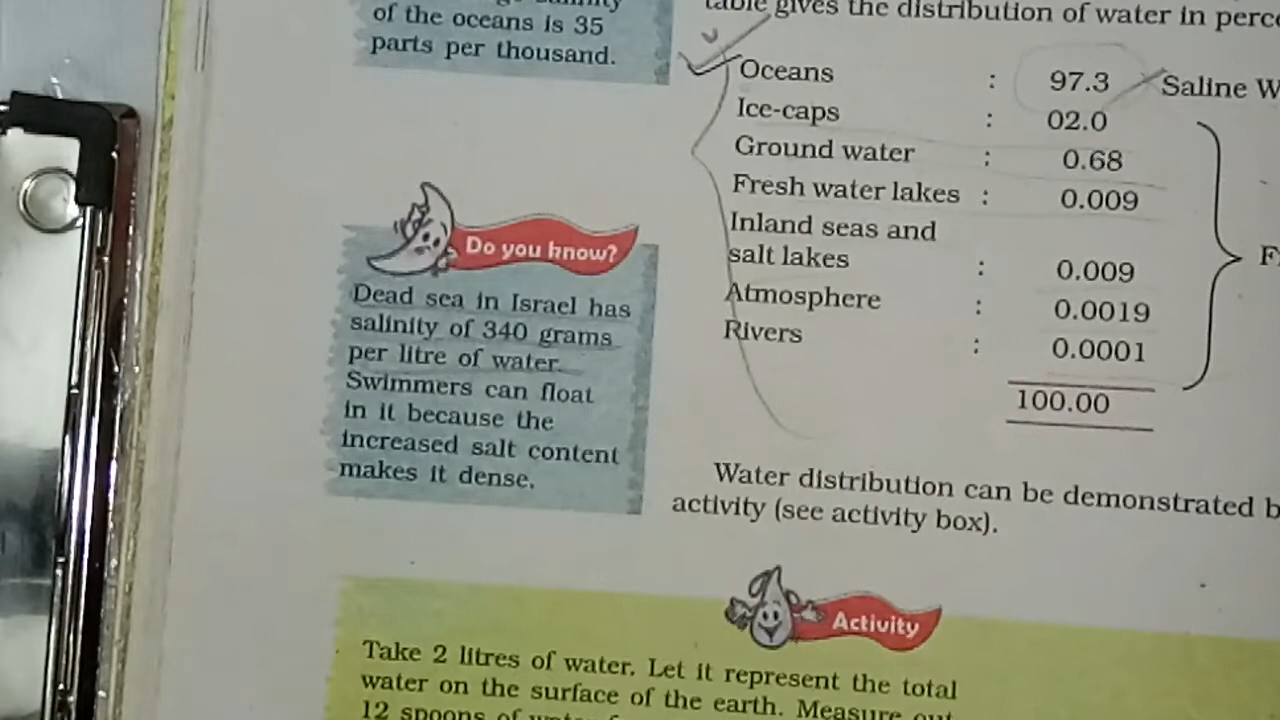 of the oceans is 35
parts per thousand.
table gives the distribution of water in
Oceans : 97.3 Saline
Ice-caps : 02.0
Ground water : 0.68
Fresh water lakes : 0.009
Inland seas and
salt lakes : 0.009
Atmosphere : 0.0019
Rivers : 0.0001
100.00
Do you know?
Dead sea in Israel has
salinity of 340 grams
per litre of water.
Swimmers can float
in it because the
increased salt content
makes it dense.
Water distribution can be demonstrated
activity (see activity box).
Activity
Take 2 litres of water. Let it represent the total
water on the surface of the earth. Measure out
12 spoons of